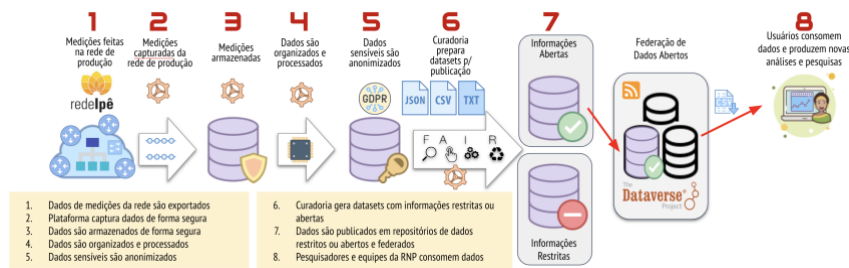 1
Medições feitas
na rede de
produção
redeIpê
2
Medições
capturadas da
rede de produção
3
Medições
armazenadas
4
Dados são
organizados e
processados
5
Dados
sensíveis são
anonimizados
GDPR
6
Curadoria
prepara
datasets p/
publicação
JSON
CSV
TXT
F A I R
7
Informações
Abertas
Informações
Restritas
Federação de
Dados Abertos
The
Dataverse
Project
CSV
8
Usuários consomem
dados e produzem novas
análises e pesquisas
1. Dados de medições da rede são exportados
2. Plataforma captura dados de forma segura
3. Dados são armazenados de forma segura
4. Dados são organizados e processados
5. Dados sensíveis são anonimizados
6. Curadoria gera datasets com informações restritas ou
abertas
7. Dados são publicados em repositórios de dados
restritos ou abertos e federados
8. Pesquisadores e equipes da RNP consomem dados